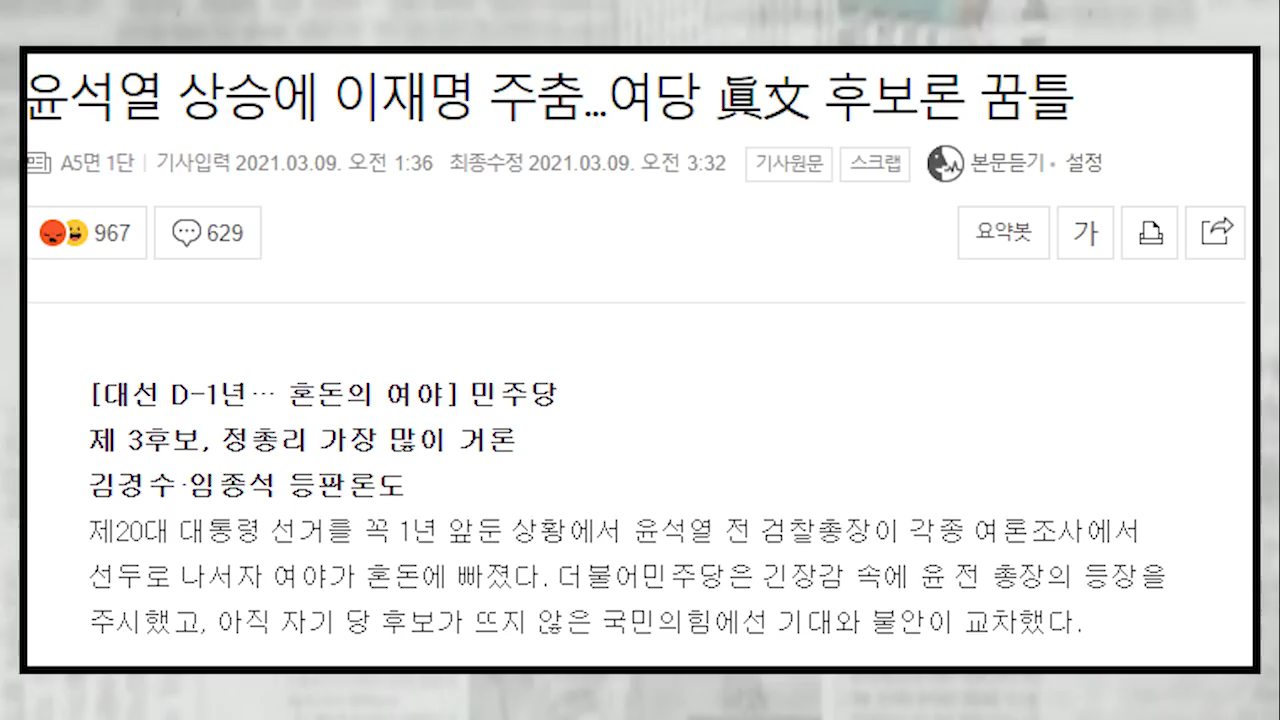 윤석열 상승에 이재명 주춤...여당 眞文 후보론 꿈틀
A5면 1단 기사입력 2021.03.09. 오전 1:36 최종수정 2021.03.09. 오전 3:32 기사원문 스크랩 본문듣기 · 설정
967 629 요약봇 가
[대선 D-1년… 혼돈의 여야] 민주당
제 3후보, 정총리 가장 많이 거론
김경수·임종석 등판론도
제20대 대통령 선거를 꼭 1년 앞둔 상황에서 윤석열 전 검찰총장이 각종 여론조사에서
선두로 나서자 여야가 혼돈에 빠졌다. 더불어민주당은 긴장감 속에 윤 전 총장의 등장을
주시했고, 아직 자기 당 후보가 뜨지 않은 국민의힘에선 기대와 불안이 교차했다.